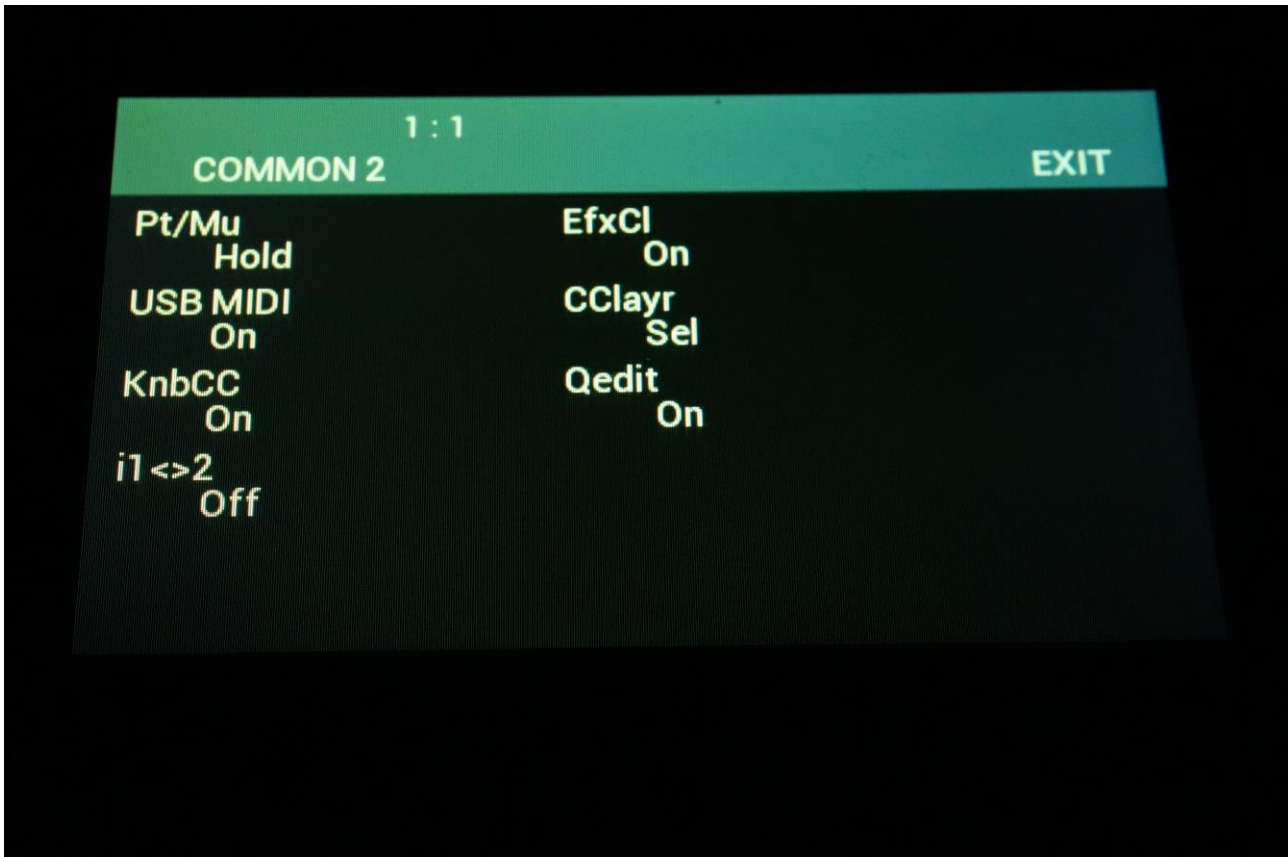 1 : 1
COMMON 2
EXIT
Pt/Mu
Hold
USB MIDI
On
KnbCC
On
i1<>2
Off
EfxCl
On
CClayr
Sel
Qedit
On